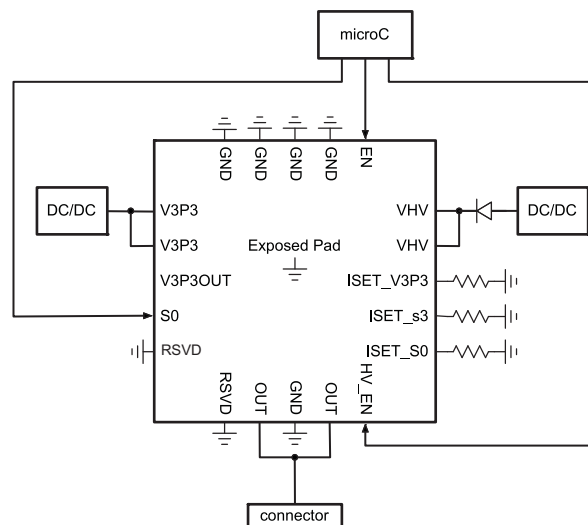 microC
GND
GND
GND
GND
EN
DC/DC
V3P3
VHV
DC/DC
V3P3
Exposed Pad
VHV
V3P3OUT
ISET_V3P3
S0
ISET_s3
RSVD
ISET_S0
RSVD
OUT
GND
OUT
HV_EN
connector